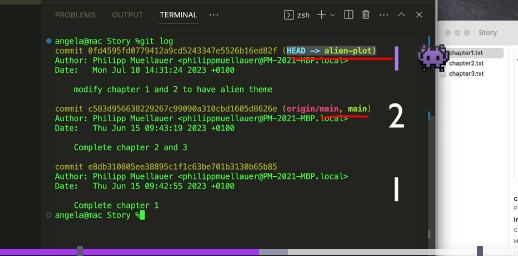 PROBLEMS OUTPUT TERMINAL zsh
Story
angela@mac Story %git log
commit 0fd4595fd0779412a9cd5243347e5526b16ed82f (HEAD -> alien-plot)
Author: Philipp Muellauer <philippmuellauer@PM-2021-MBP.local>
Date: Mon Jul 10 14:31:24 2023 +0100
modify chapter 1 and 2 to have alien theme
commit c583d956638229267c99090a310cbd1605d8626e (origin/main, main)
Author: Philipp Muellauer <philippmuellauer@PM-2021-MBP.local>
Date: Thu Jun 15 09:43:19 2023 +0100
2
Complete chapter 2 and 3
commit e8db310805ee38895c1f1c63be701b3130b65b85
Author: Philipp Muellauer <philippmuellauer@PM-2021-MBP.local>
Date: Thu Jun 15 09:42:55 2023 +0100
1
Complete chapter 1
angela@mac Story %
chapter1.txt
chapter2.txt
chapter3.txt